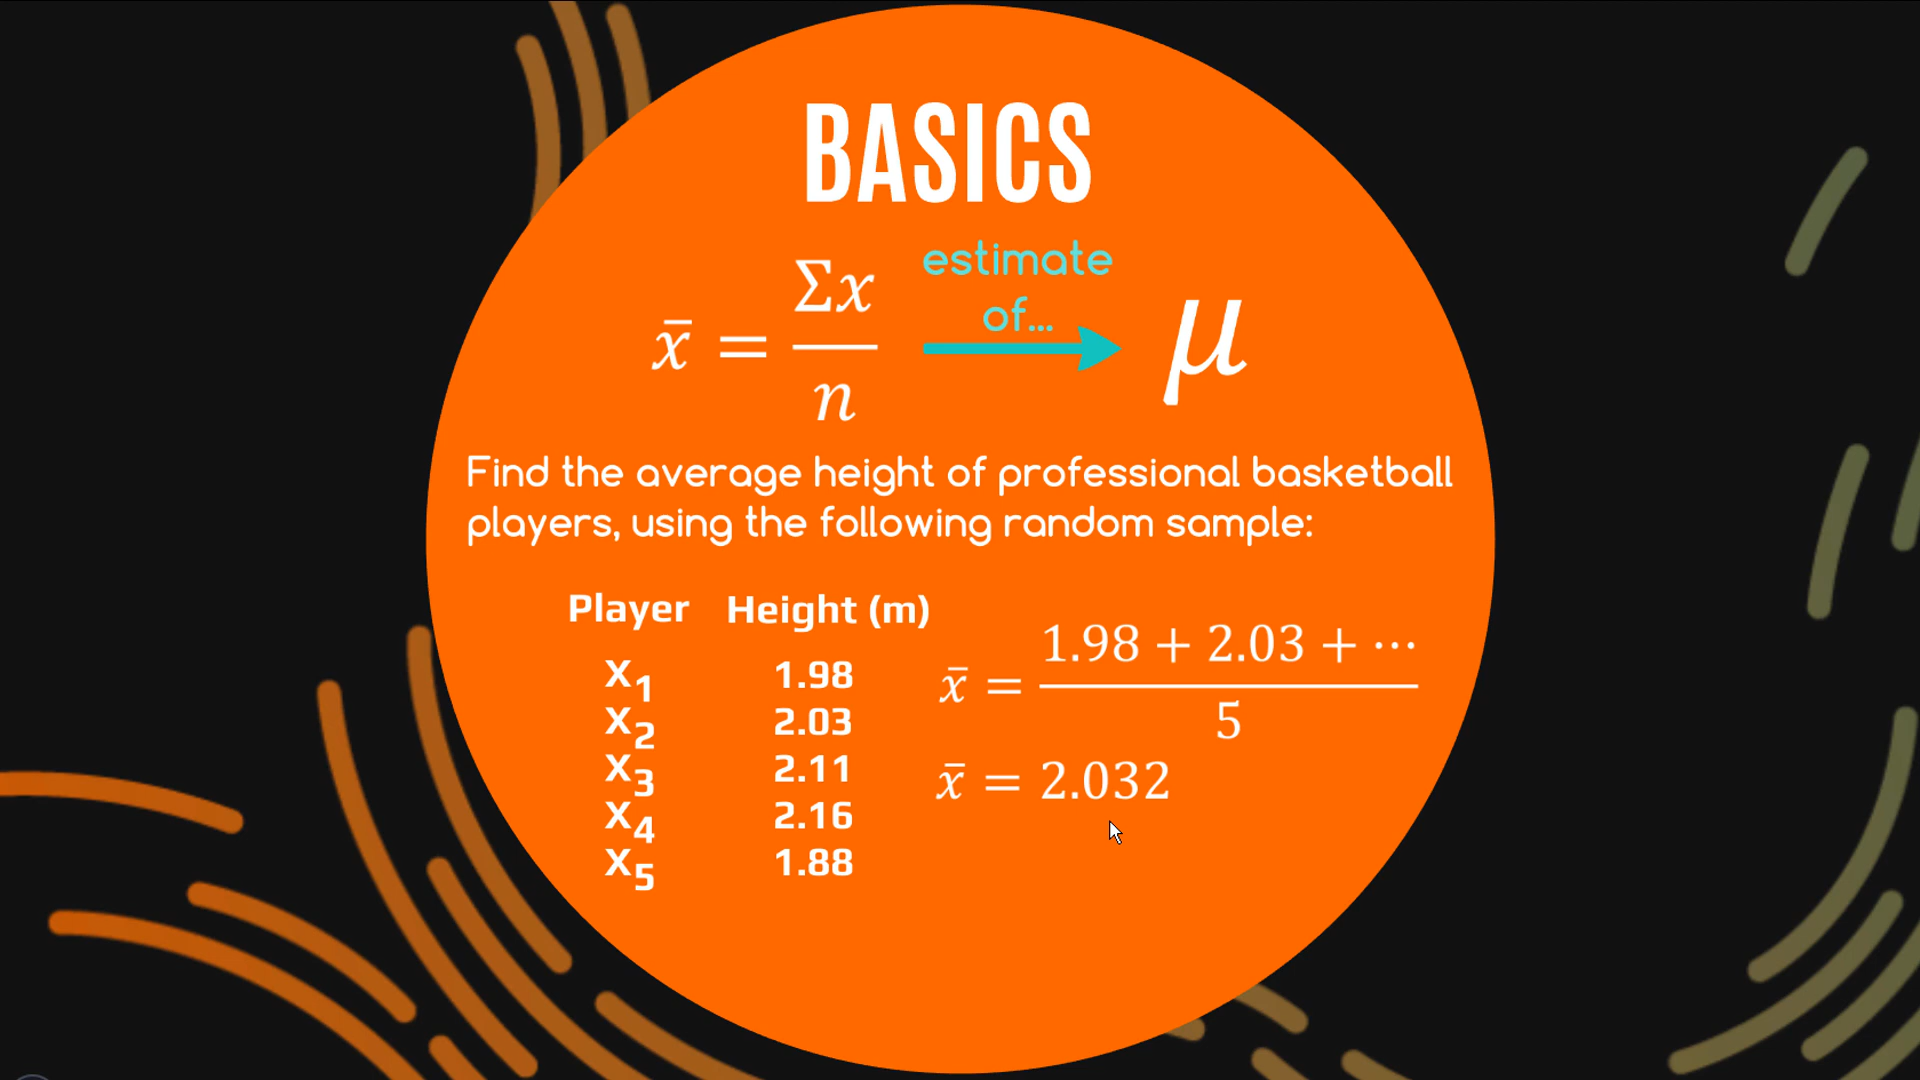 BASICS
x̄ = Σx / n estimate of... μ
Find the average height of professional basketball
players, using the following random sample:
Player Height (m)
X₁ 1.98
X₂ 2.03
X₃ 2.11
X₄ 2.16
X₅ 1.88
x̄ = 1.98 + 2.03 + ⋯ / 5
x̄ = 2.032